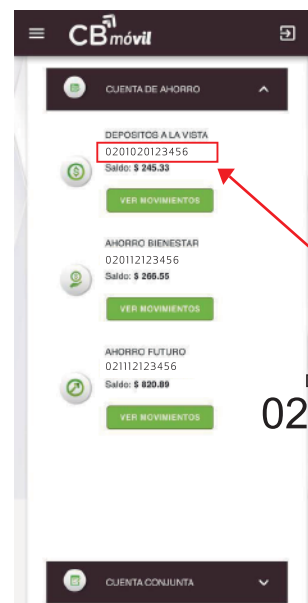 CB móvil
CUENTA DE AHORRO
DEPOSITOS A LA VISTA
0201020123456
Saldo: $ 245.33
VER MOVIMIENTOS
AHORRO BIENESTAR
020112123456
Saldo: $ 266.55
VER MOVIMIENTOS
AHORRO FUTURO
021112123456
Saldo: $ 820.89
VER MOVIMIENTOS
02
CUENTA CONJUNTA